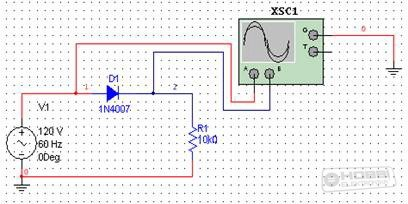 XSC1
G
T
A B
0
1
D1
1N4007
2
V1
120 V
60 Hz
0Deg
R1
10kΩ
0